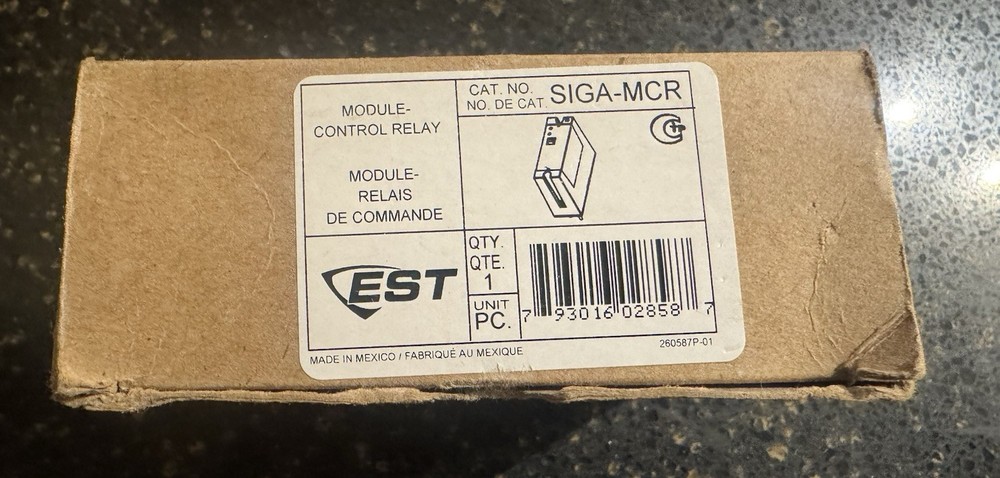 MODULE-
CONTROL RELAY
MODULE-
RELAIS
DE COMMANDE
CAT. NO.
NO. DE CAT.
SIGA-MCR
EST
QTY.
QTE.
1
UNIT
PC.
7 93016 02858 7
MADE IN MEXICO / FABRIQUÉ AU MEXIQUE
260587P-01